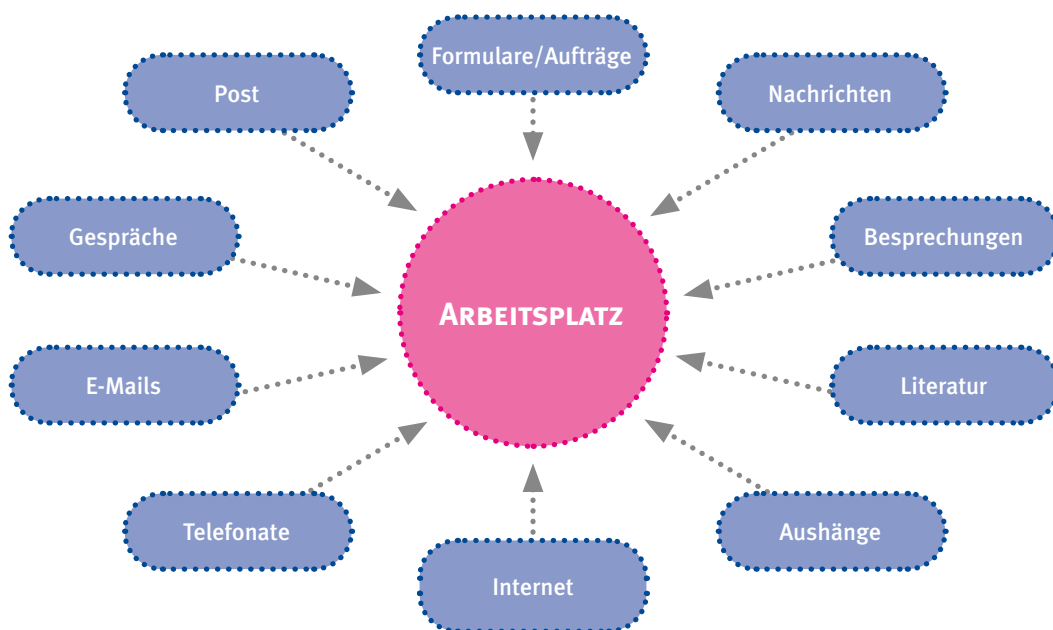 Formulare/Aufträge
Post
Nachrichten
Gespräche
Besprechungen
ARBEITSPLATZ
E-Mails
Literatur
Telefonate
Aushänge
Internet